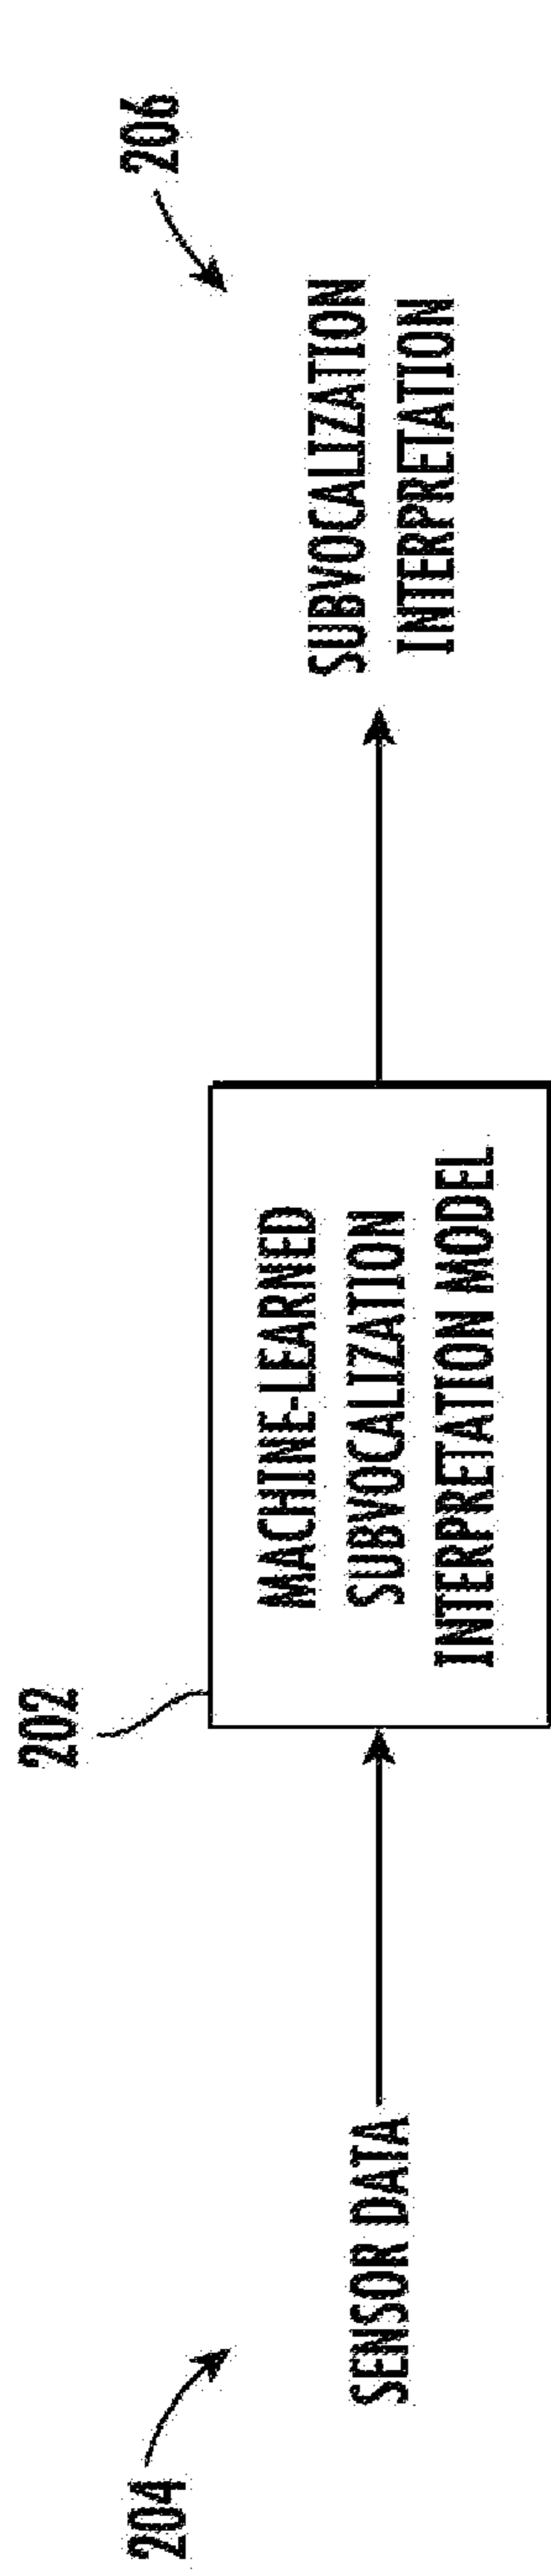 204
SENSOR DATA
202
MACHINE-LEARNED
SUBVOCALIZATION
INTERPRETATION MODEL
206
SUBVOCALIZATION
INTERPRETATION